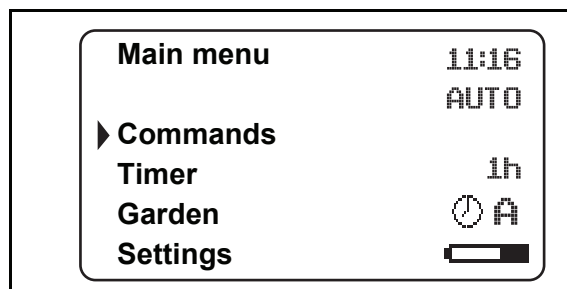 Main menu 11:16
AUTO
Commands
Timer 1h
Garden A
Settings